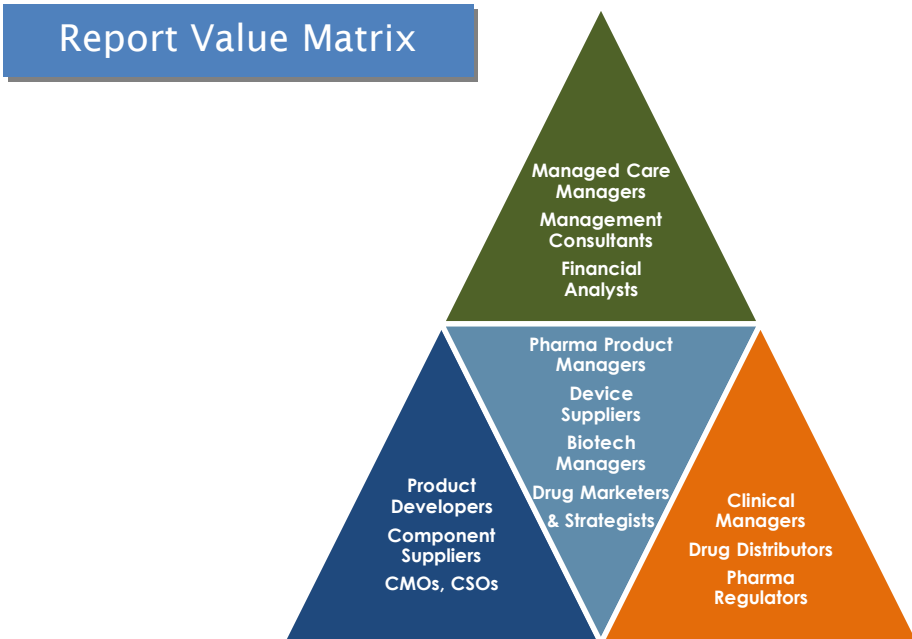 Report Value Matrix
Managed Care
Managers
Management
Consultants
Financial
Analysts
Pharma Product
Managers
Device
Suppliers
Biotech
Managers
Drug Marketers
& Strategists
Product
Developers
Component
Suppliers
CMOs, CSOs
Clinical
Managers
Drug Distributors
Pharma
Regulators